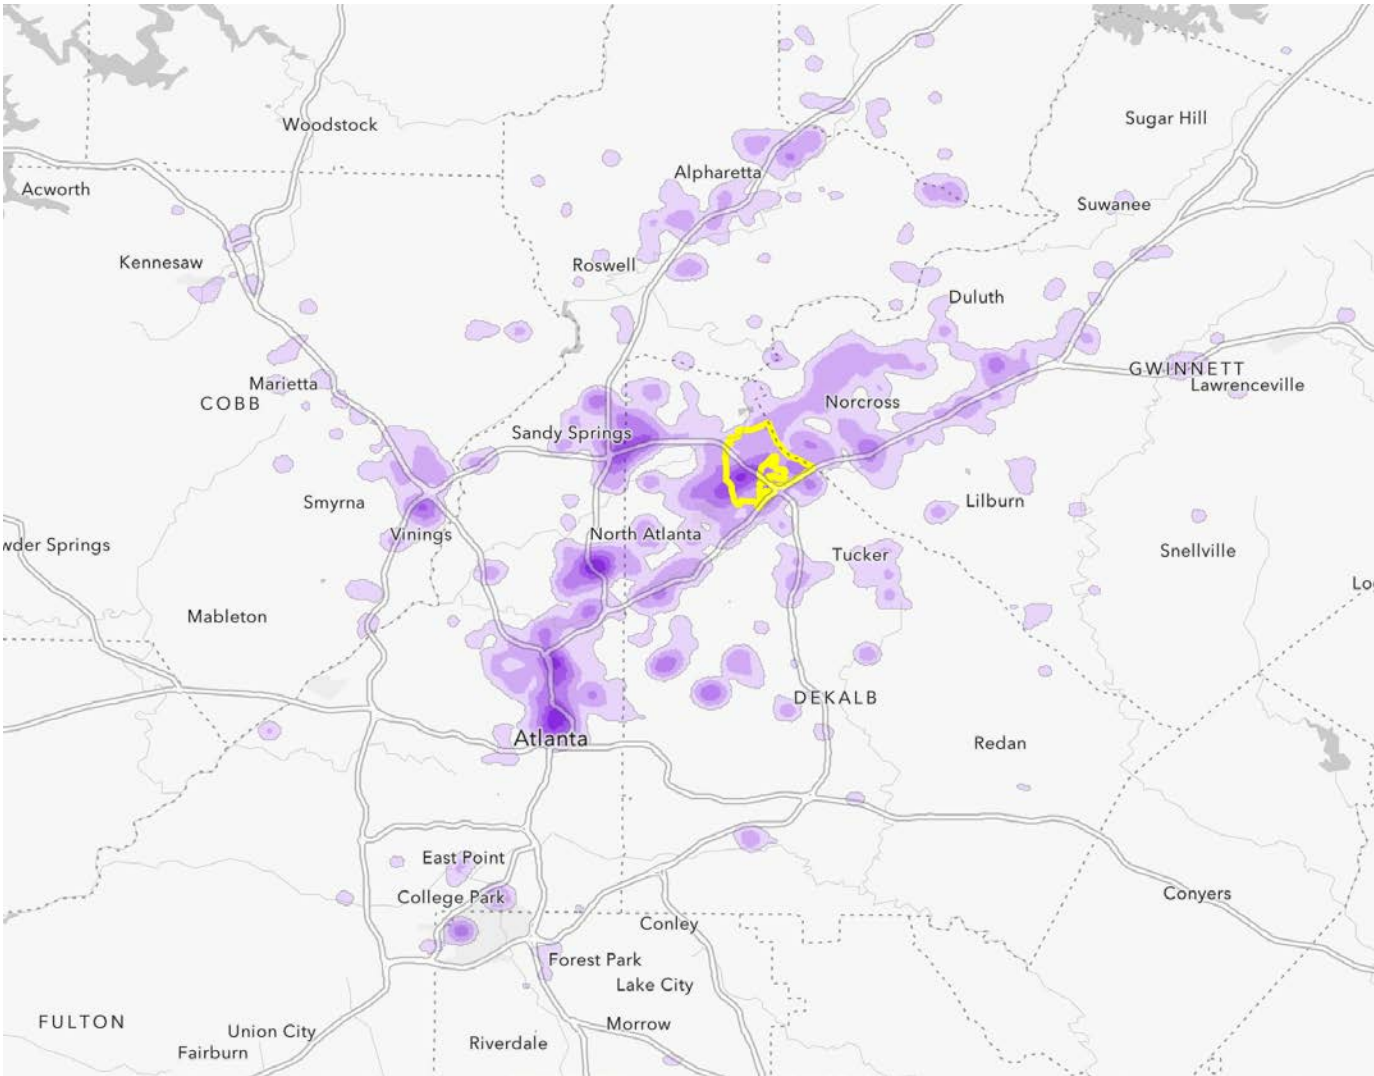 Woodstock
Sugar Hill
Acworth
Alpharetta
Suwanee
Kennesaw
Roswell
Duluth
GWINNETT
Marietta
Lawrenceville
COBB
Norcross
Sandy Springs
Smyrna
Lilburn
Vinings
North Atlanta
wder Springs
Tucker
Snellville
Lo
Mableton
DEKALB
Atlanta
Redan
East Point
College Park
Conyers
Conley
Forest Park
Lake City
FULTON
Union City
Morrow
Fairburn
Riverdale